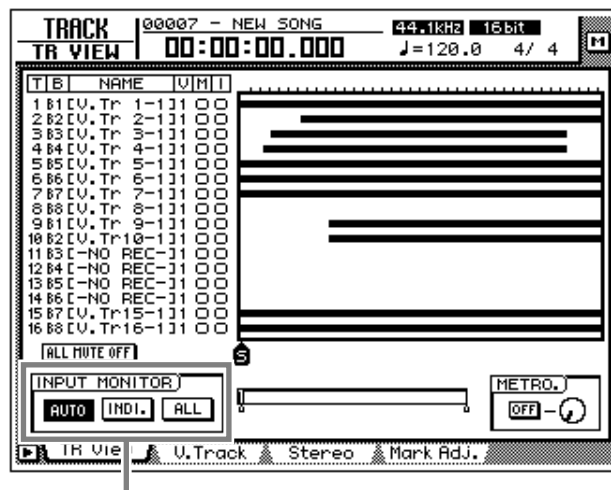 TRACK 00007 - NEW SONG 44.1kHz 16bit
TR VIEW 00:00:00.000 ♩=120.0 4/ 4 M
T B NAME V M I
1 B1[V.Tr 1-1]1
2 B2[V.Tr 2-1]1
3 B3[V.Tr 3-1]1
4 B4[V.Tr 4-1]1
5 B5[V.Tr 5-1]1
6 B6[V.Tr 6-1]1
7 B7[V.Tr 7-1]1
8 B8[V.Tr 8-1]1
9 B1[V.Tr 9-1]1
10 B2[V.Tr10-1]1
11 B3[-NO REC-]1
12 B4[-NO REC-]1
13 B5[-NO REC-]1
14 B6[-NO REC-]1
15 B7[V.Tr15-1]1
16 B8[V.Tr16-1]1
ALL MUTE OFF S
INPUT MONITOR METRO.
AUTO INDI. ALL OFF
TR View V.Track Stereo Mark Adj.